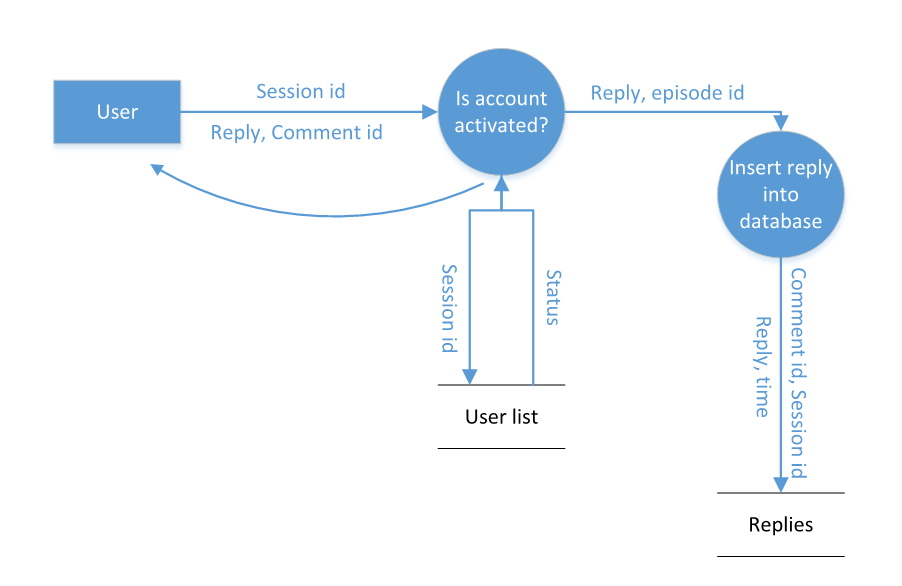 User
Session id
Reply, Comment id
Is account
activated?
Reply, episode id
Insert reply
into
database
Session id
Status
User list
Comment id, Session id
Reply, time
Replies